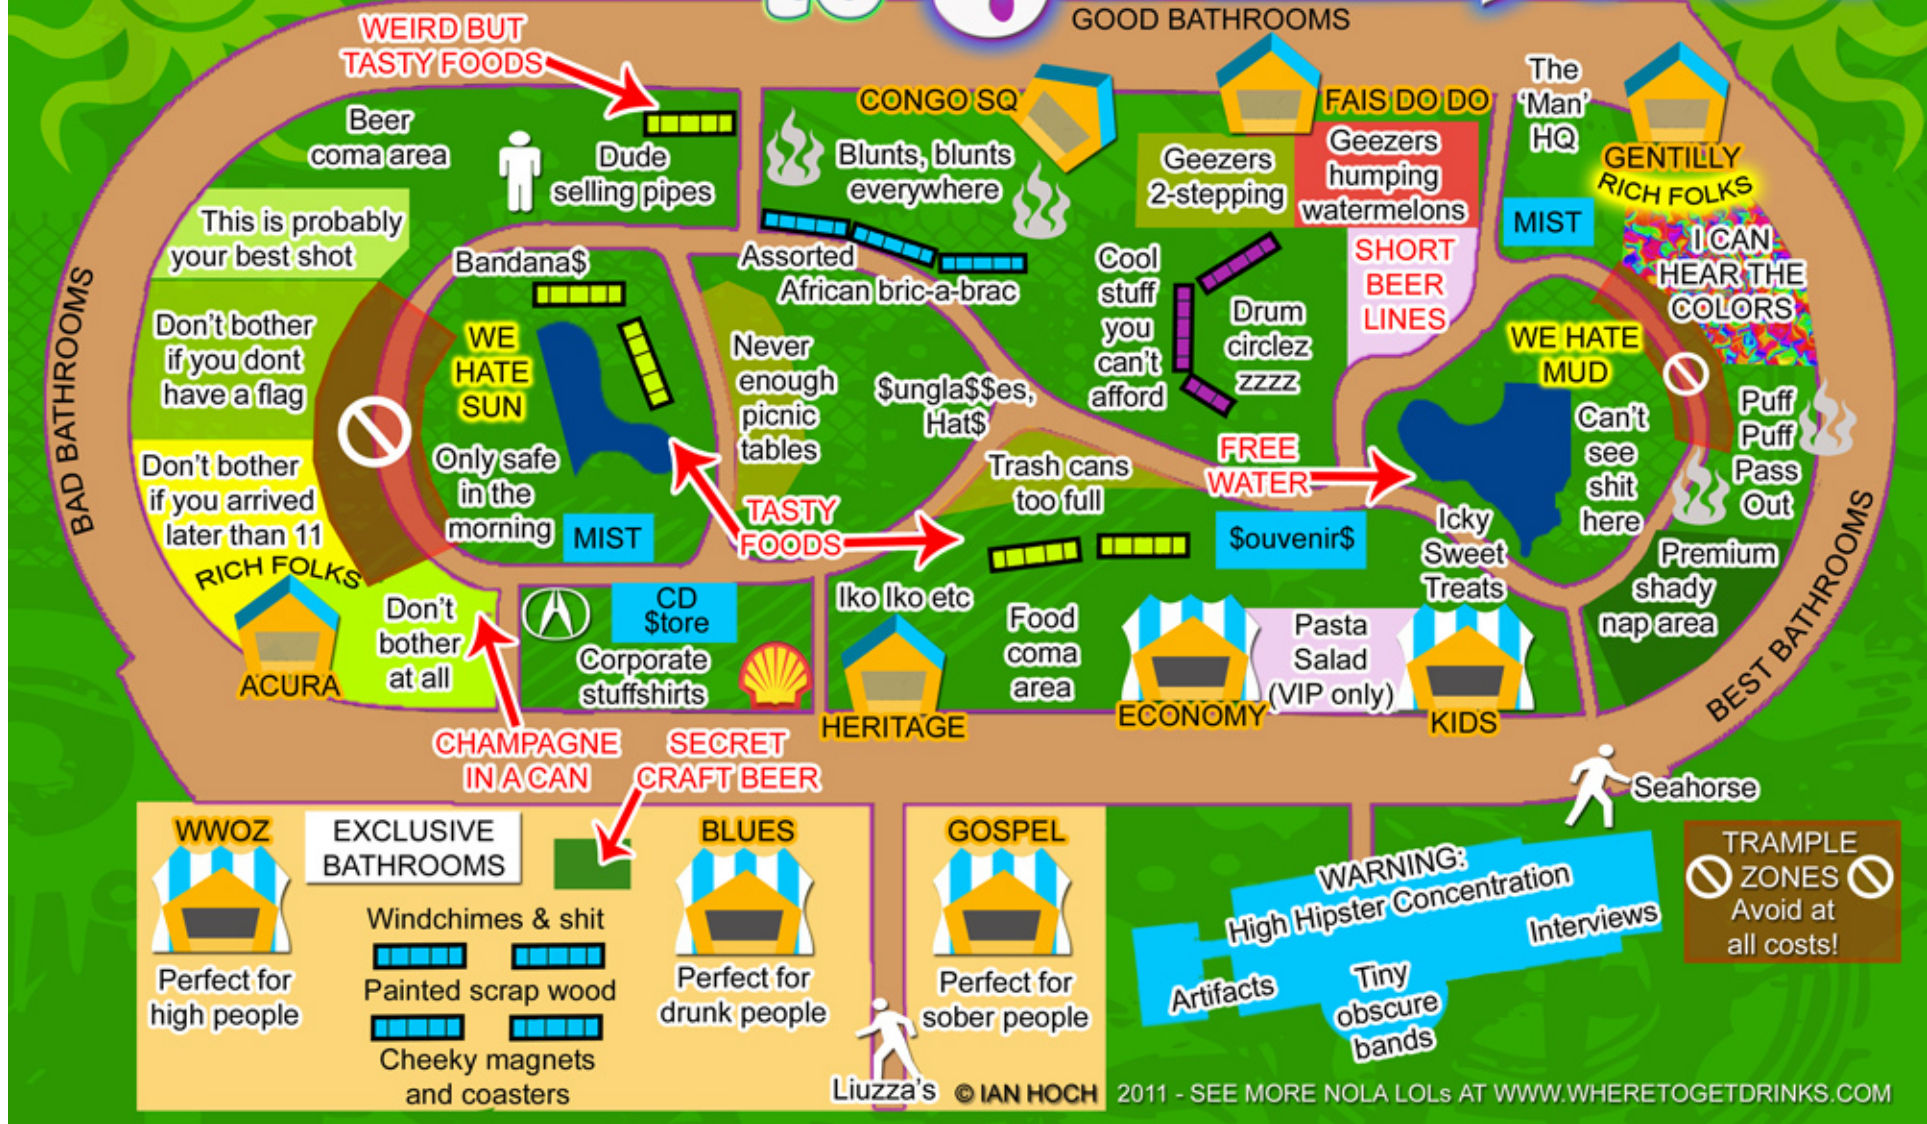 GOOD BATHROOMS
WEIRD BUT
TASTY FOODS
Beer
coma area
Dude
selling pipes
CONGO SQ
Blunts, blunts
everywhere
FAIS DO DO
Geezers
2-stepping
Geezers
humping
watermelons
The
'Man'
HQ
GENTILLY
RICH FOLKS
MIST
I CAN
HEAR THE
COLORS
This is probably
your best shot
Bandana$
Assorted
African bric-a-brac
Cool
stuff
you
can't
afford
Drum
circlez
zzzz
SHORT
BEER
LINES
BAD BATHROOMS
Don't bother
if you dont
have a flag
WE
HATE
SUN
Never
enough
picnic
tables
$ungla$$es,
Hat$
WE HATE
MUD
Can't
see
shit
here
Puff
Puff
Pass
Out
Don't bother
if you arrived
later than 11
RICH FOLKS
Only safe
in the
morning
MIST
TASTY
FOODS
Trash cans
too full
FREE
WATER
$ouvenir$
Icky
Sweet
Treats
Premium
shady
nap area
BEST BATHROOMS
ACURA
Don't
bother
at all
CD
$tore
Corporate
stuffshirts
Iko Iko etc
HERITAGE
Food
coma
area
ECONOMY
Pasta
Salad
(VIP only)
KIDS
CHAMPAGNE
IN A CAN
SECRET
CRAFT BEER
Seahorse
WWOZ
Perfect for
high people
EXCLUSIVE
BATHROOMS
Windchimes & shit
Painted scrap wood
Cheeky magnets
and coasters
BLUES
Perfect for
drunk people
GOSPEL
Perfect for
sober people
Liuzza's
WARNING:
High Hipster Concentration
Interviews
Artifacts
Tiny
obscure
bands
TRAMPLE
ZONES
Avoid at
all costs!
© IAN HOCH 2011 - SEE MORE NOLA LOLs AT WWW.WHERETOGETDRINKS.COM